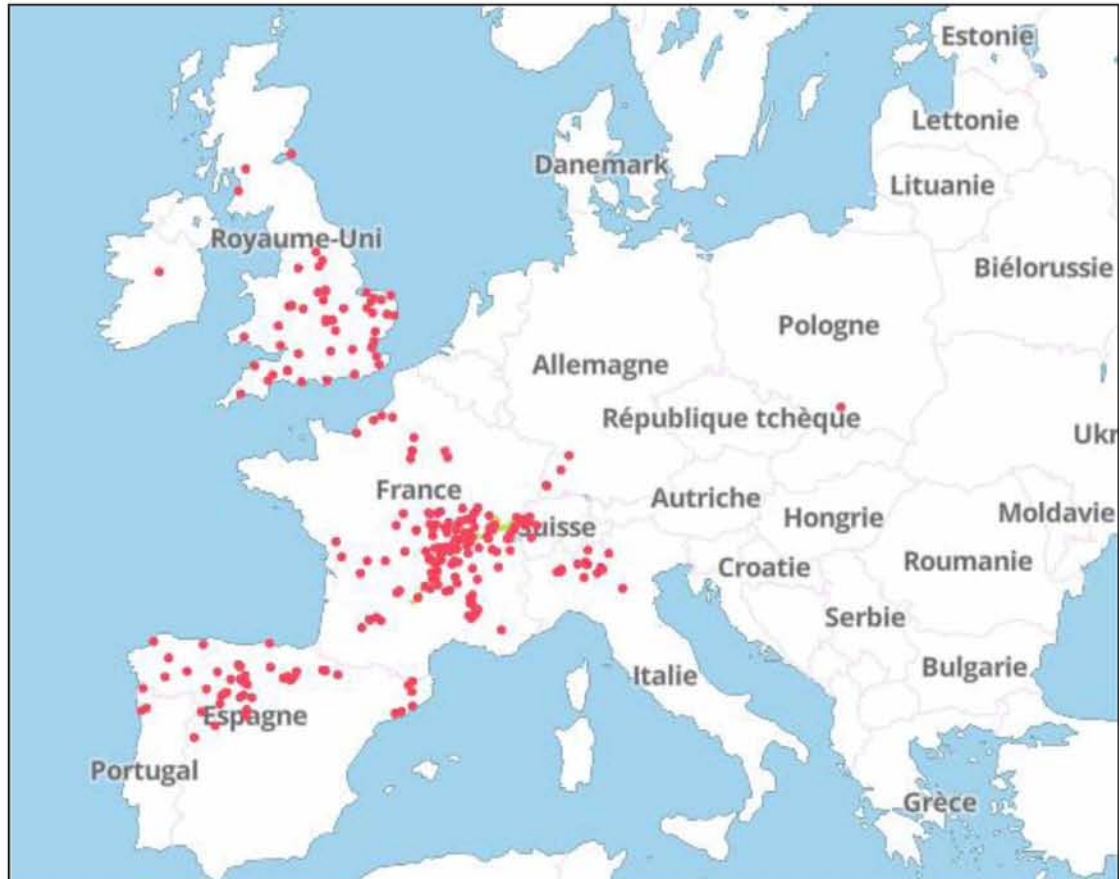 Estonie
Lettonie
Danemark
Lituanie
Royaume-Uni
Biélorussie
Pologne
Allemagne
République tchèque
Ukr
France
Autriche
Moldavie
Hongrie
Suisse
Roumanie
Croatie
Serbie
Bulgarie
Italie
Espagne
Portugal
Grèce